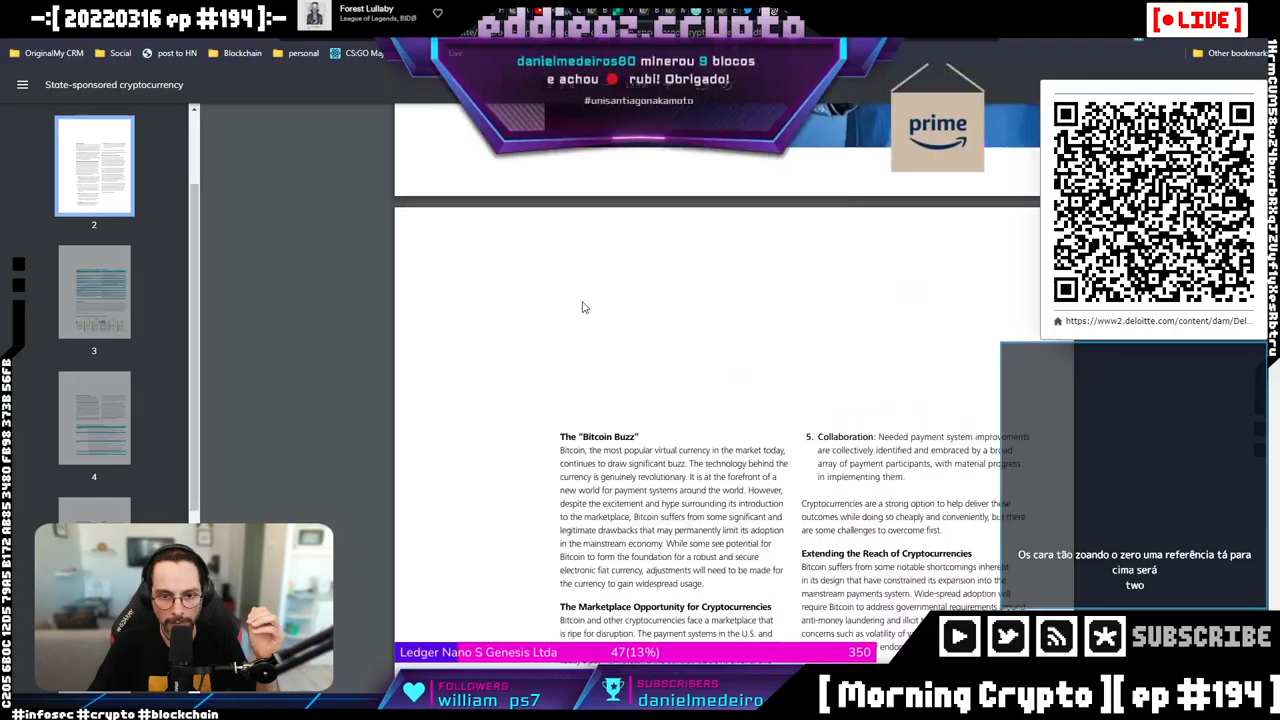 —:[ 20220316 ep #194 ]:—
Forest Lullaby
League of Legends, BIDØ
eddieoz.crypto
[ LIVE ]
OriginalMy CRM
Social
post to HN
Blockchain
personal
CS:GO Maj
Live
Other bookmark
danielmedeiros80 minerou 9 blocos
e achou rubi! Obrigado!
#unisantiagonakamoto
State-sponsored cryptocurrency
prime
2
3
4
https://www2.deloitte.com/content/dam/Del...
The “Bitcoin Buzz”
Bitcoin, the most popular virtual currency in the market today,
continues to draw significant buzz. The technology behind the
currency is genuinely revolutionary. It is at the forefront of a
new world for payment systems around the world. However,
despite the excitement and hype surrounding its introduction
to the marketplace, Bitcoin suffers from some significant and
legitimate drawbacks that may permanently limit its adoption
in the mainstream economy. While some see potential for
Bitcoin to form the foundation for a robust and secure
electronic fiat currency, adjustments will need to be made for
the currency to gain widespread usage.
The Marketplace Opportunity for Cryptocurrencies
Bitcoin and other cryptocurrencies face a marketplace that
is ripe for disruption. The payment systems in the U.S. and
5. Collaboration: Needed payment system improvements
are collectively identified and embraced by a broad
array of payment participants, with material progress
in implementing them.
Cryptocurrencies are a strong option to help deliver these
outcomes while doing so cheaply and conveniently, but there
are some challenges to overcome first.
Extending the Reach of Cryptocurrencies
Bitcoin suffers from some notable shortcomings inherent
in its design that have constrained its expansion into the
mainstream payments system. Wide-spread adoption will
require Bitcoin to address governmental requirements around
anti-money laundering and illicit
concerns such as volatility of
Os cara tão zoando o zero uma referência tá para
cima será
two
Ledger Nano S Genesis Ltda 47(13%) 350
FOLLOWERS
william_ps7
SUBSCRIBERS
danielmedeiro
SUBSCRIBE
[ Morning Crypto ][ ep #194 ]
#infosec #crypto #blockchain